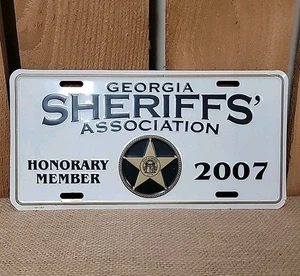 GEORGIA
SHERIFFS'
ASSOCIATION
HONORARY
MEMBER
2007